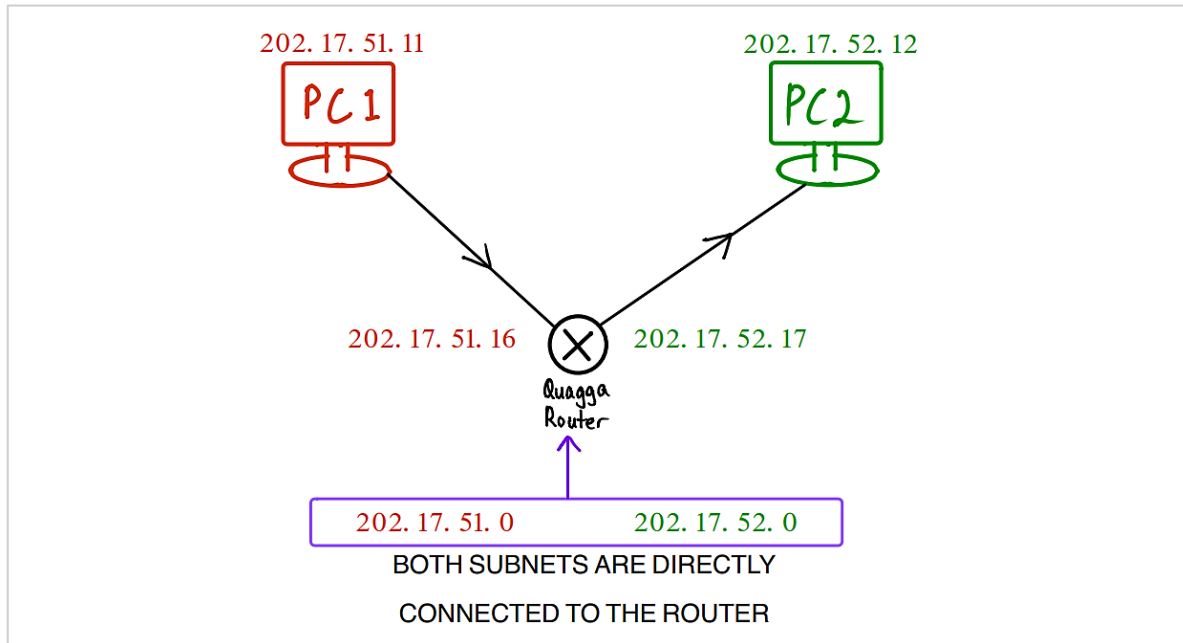 202. 17. 51. 11
202. 17. 52. 12
PC1
PC2
202. 17. 51. 16
202. 17. 52. 17
Quagga
Router
202. 17. 51. 0
202. 17. 52. 0
BOTH SUBNETS ARE DIRECTLY
CONNECTED TO THE ROUTER